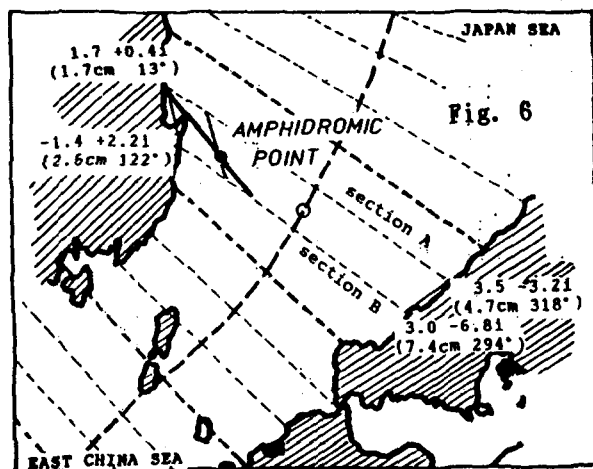 JAPAN SEA
1.7 +0.4i
(1.7cm 13°)
Fig. 6
AMPHIDROMIC
POINT
-1.4 +2.2i
(2.6cm 122°)
section A
section B
3.5 -3.2i
(4.7cm 318°)
3.0 -6.8i
(7.4cm 294°)
EAST CHINA SEA